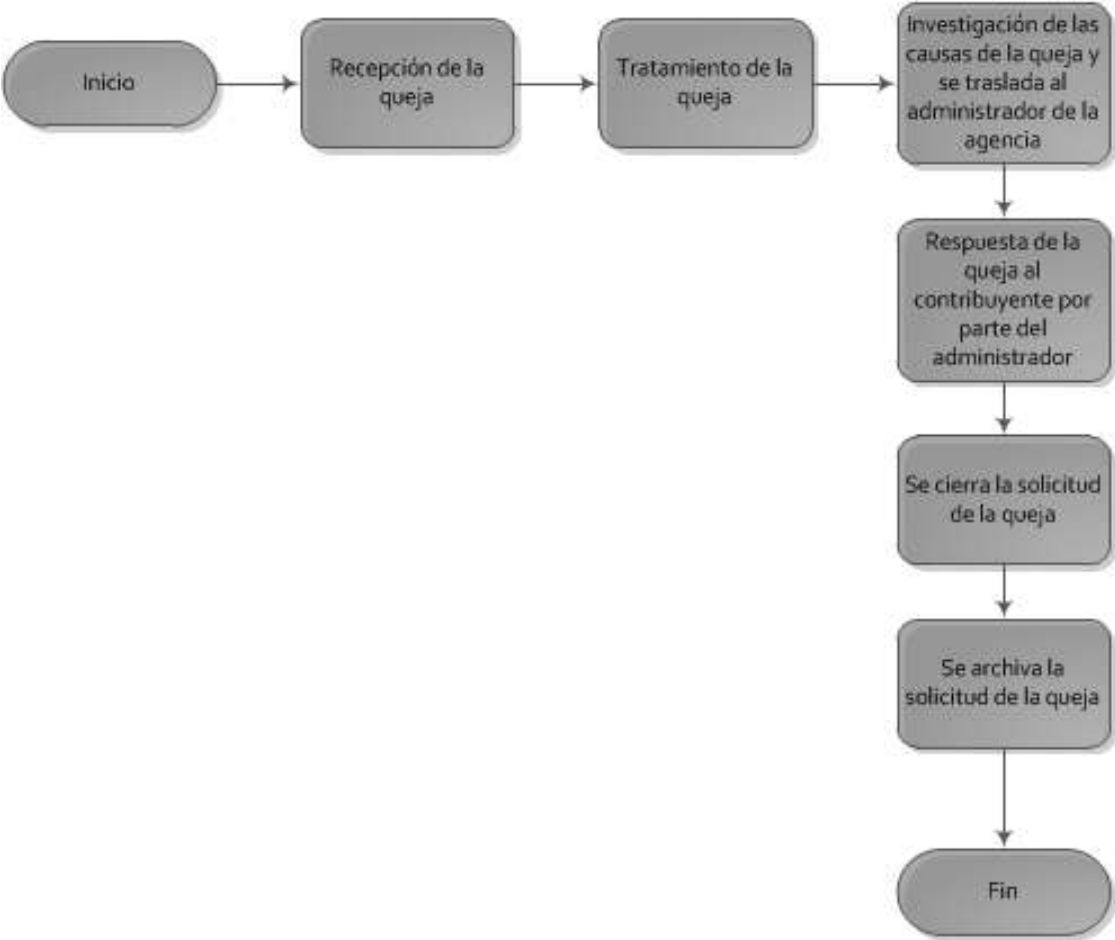 Inicio
Recepción de la
queja
Tratamiento de la
queja
Investigación de las
causas de la queja y
se traslada al
administrador de la
agencia
Respuesta de la
queja al
contribuyente por
parte del
administrador
Se cierra la solicitud
de la queja
Se archiva la
solicitud de la queja
Fin